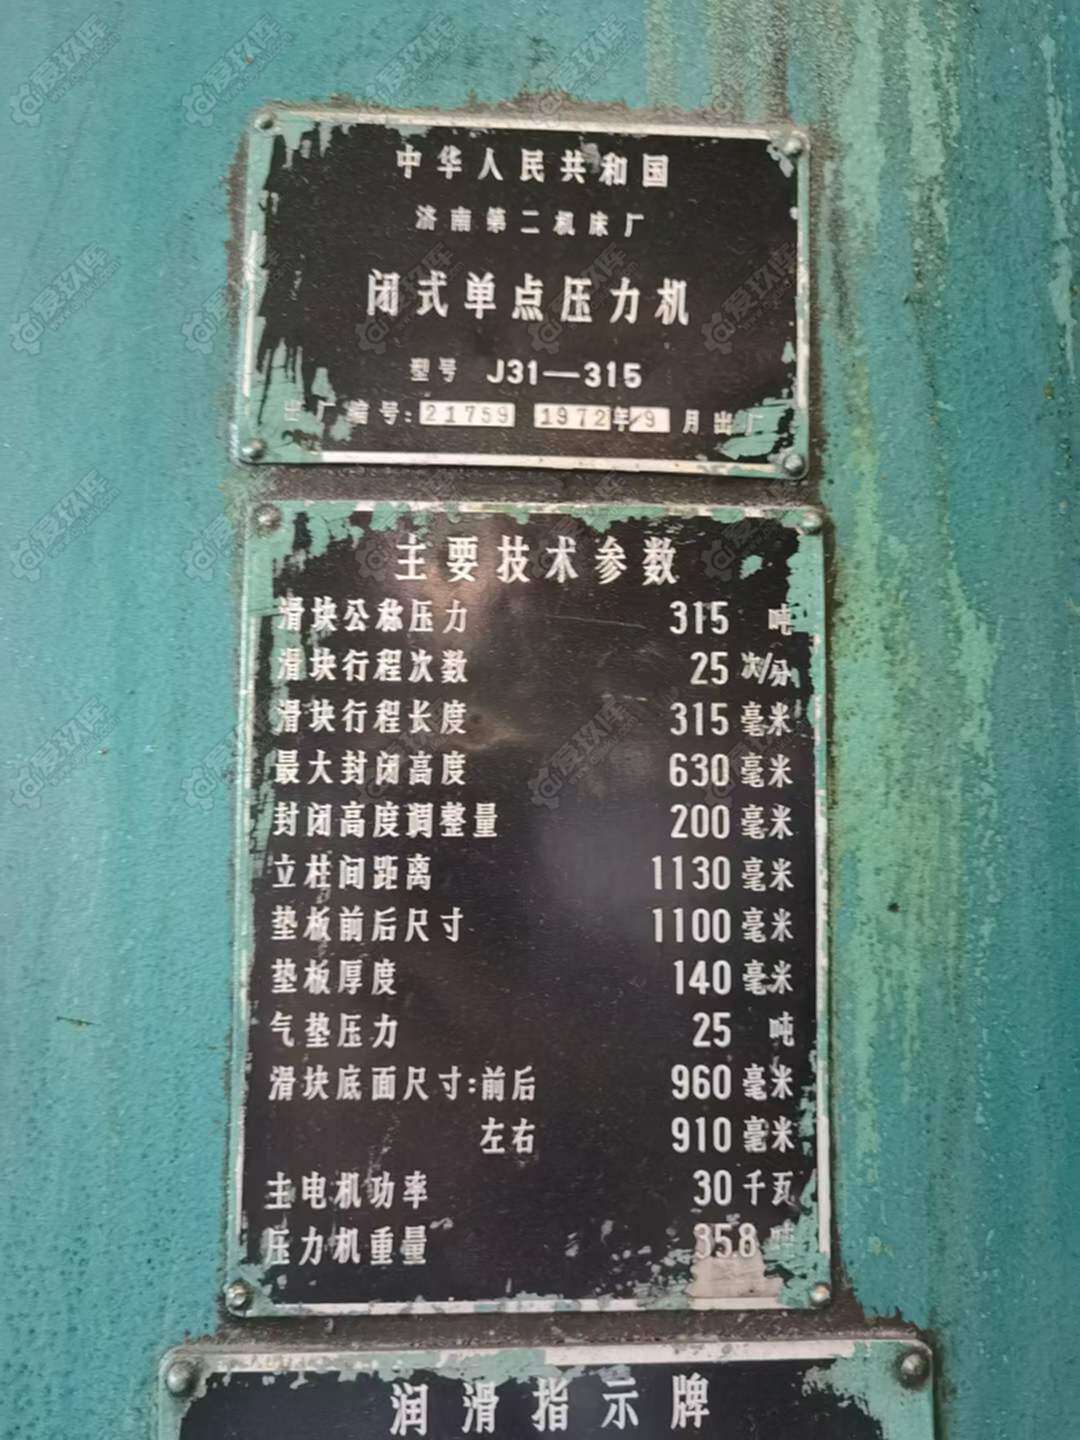 中华人民共和国
济南第二机床厂
闭式单点压力机
型号 J31—315
出厂编号:21759 1972年9月出厂
主要技术参数
滑块公称压力 315 吨
滑块行程次数 25 次/分
滑块行程长度 315 毫米
最大封闭高度 630 毫米
封闭高度调整量 200 毫米
立柱间距离 1130 毫米
垫板前后尺寸 1100 毫米
垫板厚度 140 毫米
气垫压力 25 吨
滑块底面尺寸:前后 960 毫米
左右 910 毫米
主电机功率 30 千瓦
压力机重量 吨
润滑指示牌